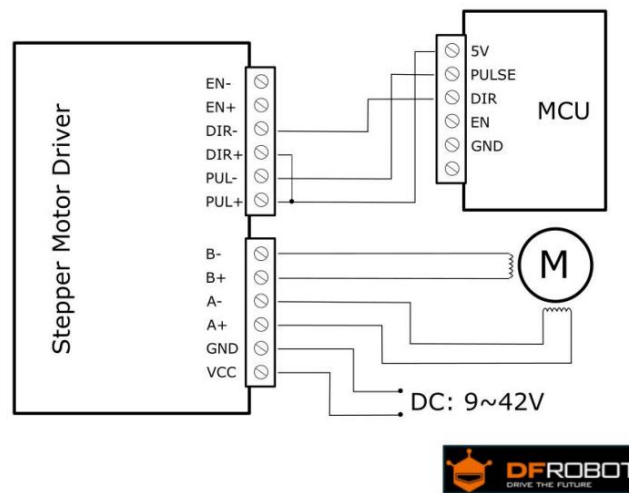 Stepper Motor Driver
EN-
EN+
DIR-
DIR+
PUL-
PUL+
B-
B+
A-
A+
GND
VCC
5V
PULSE
DIR
EN
GND
MCU
M
DC: 9~42V
DFROBOT
DRIVE THE FUTURE